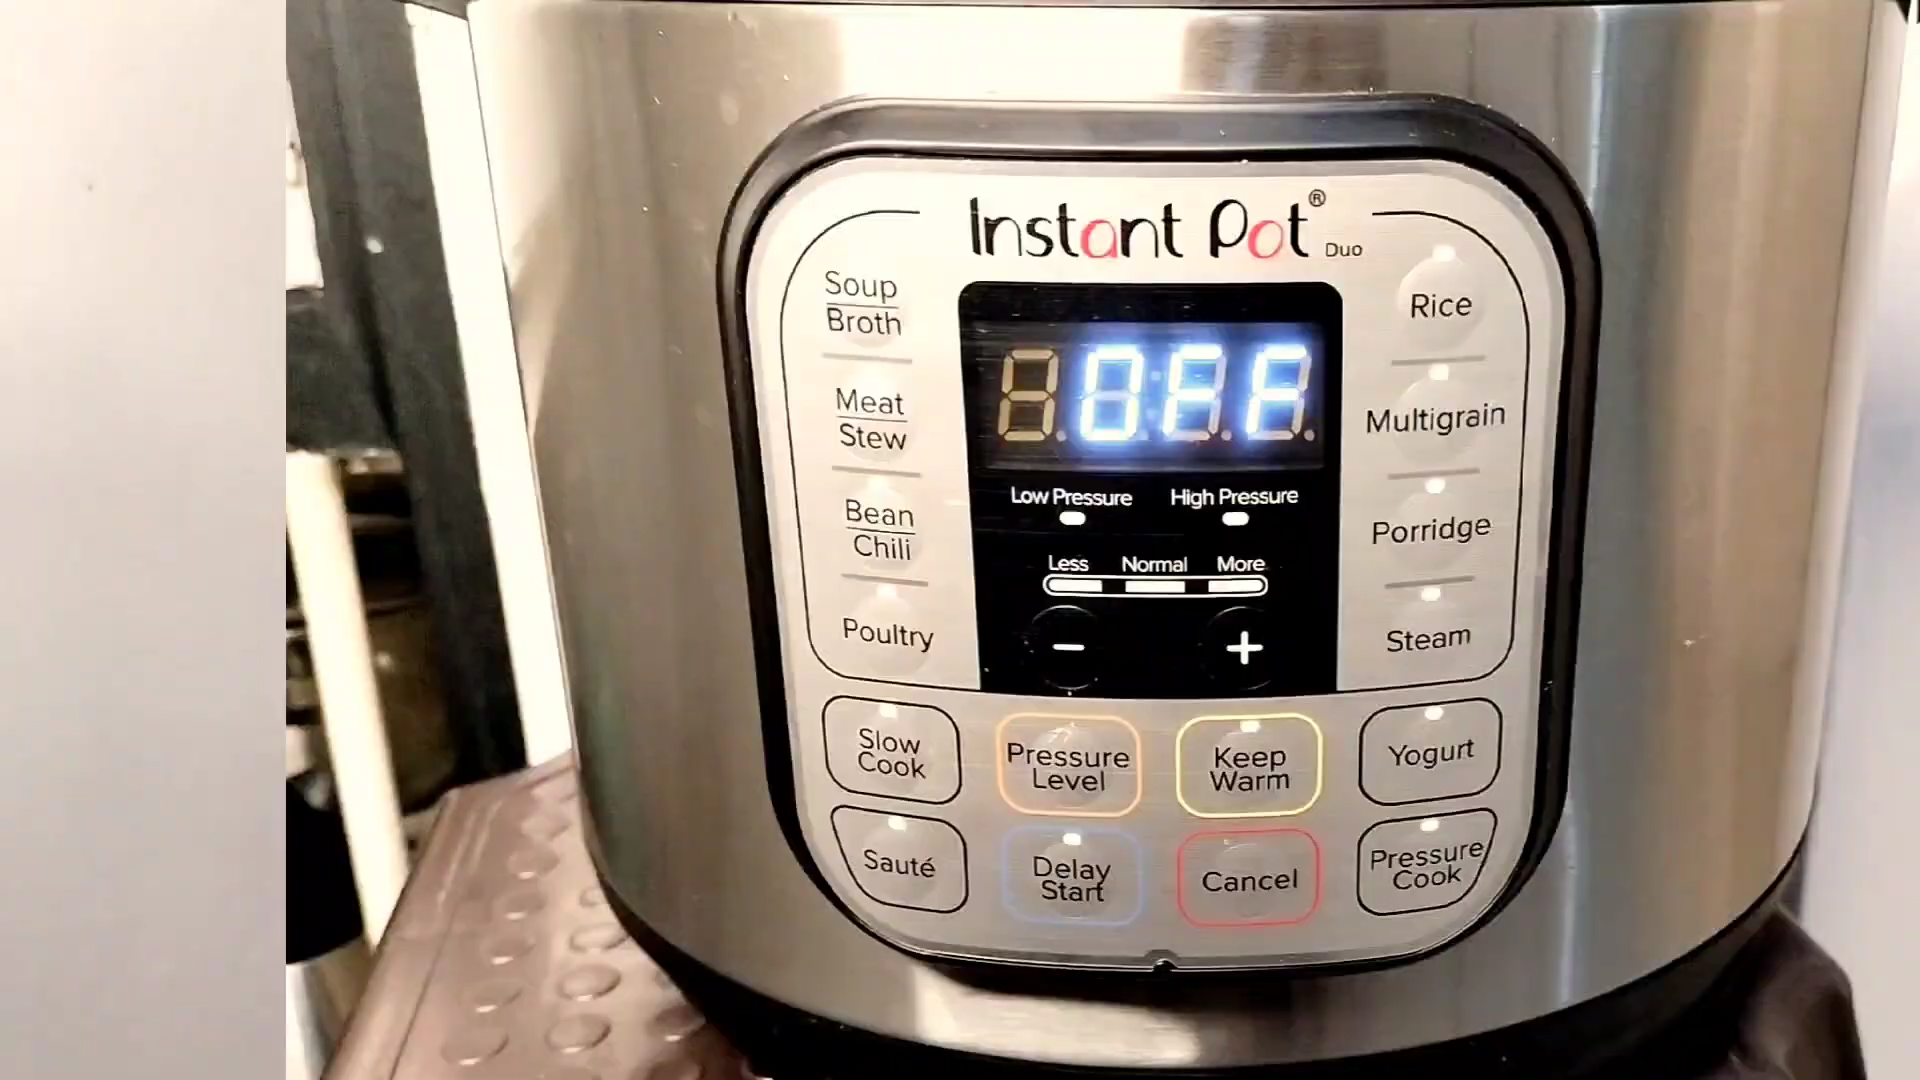 Instant Pot® Duo
Soup
Broth
Meat
Stew
Bean
Chili
Poultry
OFF
Low Pressure High Pressure
Less Normal More
− +
Rice
Multigrain
Porridge
Steam
Slow
Cook
Pressure
Level
Keep
Warm
Yogurt
Sauté
Delay
Start
Cancel
Pressure
Cook